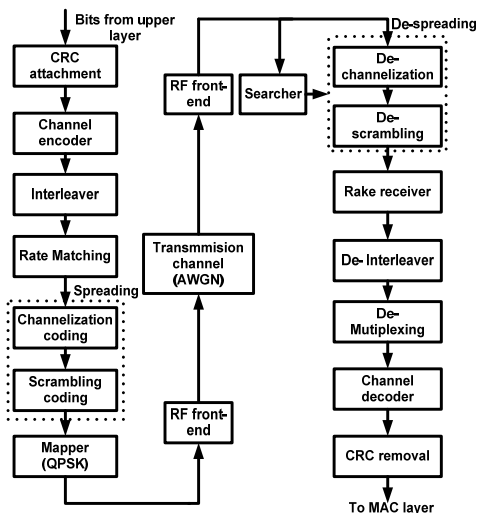 Bits from upper
layer
CRC
attachment
Channel
encoder
Interleaver
Rate Matching
Spreading
Channelization
coding
Scrambling
coding
Mapper
(QPSK)
RF front-
end
Transmmision
channel
(AWGN)
RF front-
end
Searcher
De-spreading
De-
channelization
De-
scrambling
Rake receiver
De- Interleaver
De-
Mutiplexing
Channel
decoder
CRC removal
To MAC layer